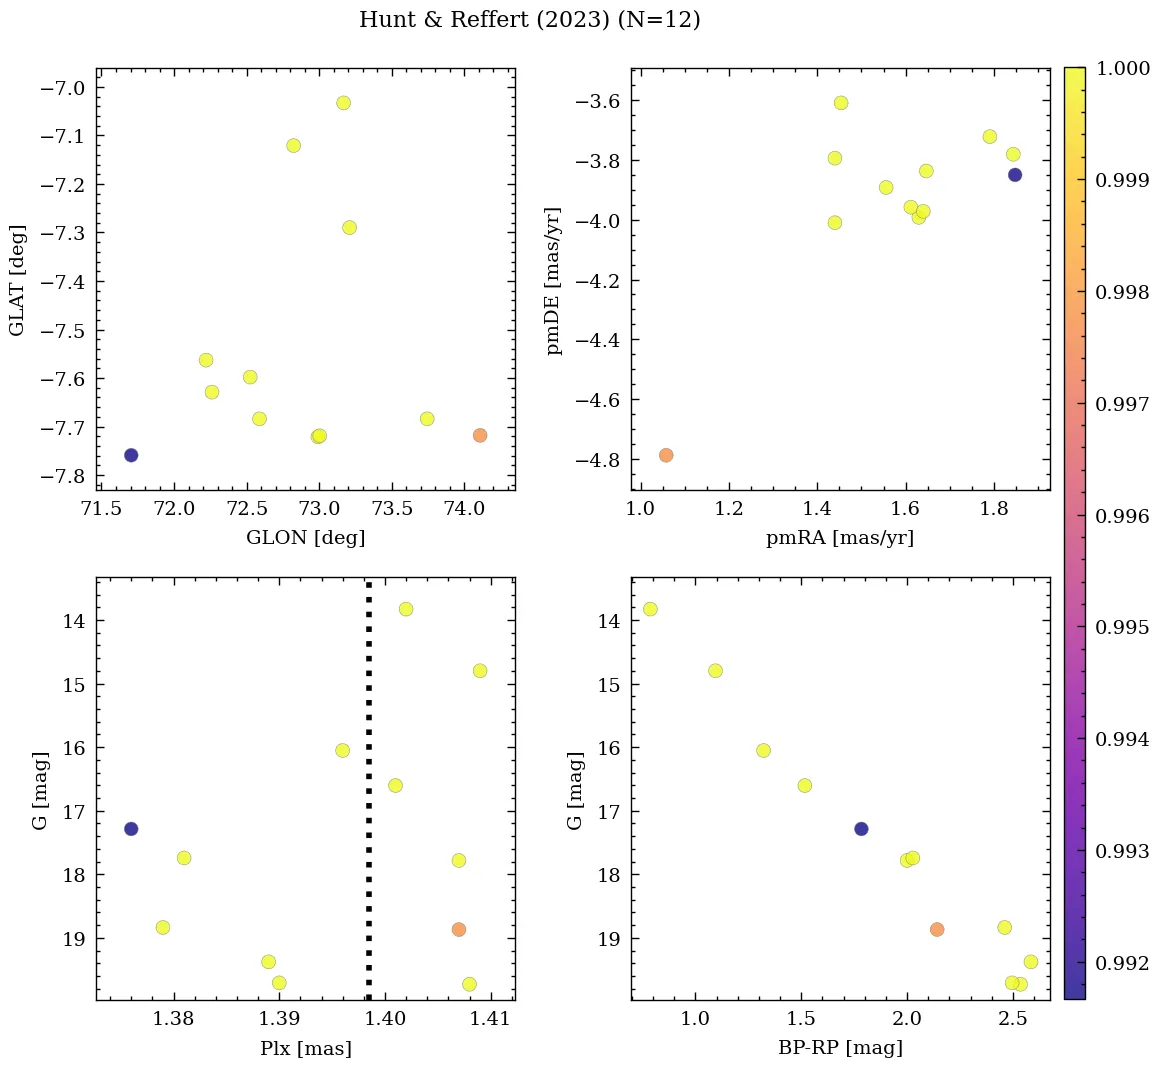 Hunt & Reffert (2023) (N=12)
−7.0
−7.1
−7.2
−7.3
−7.4
−7.5
−7.6
−7.7
−7.8
GLAT [deg]
71.5 72.0 72.5 73.0 73.5 74.0
GLON [deg]
−3.6
−3.8
−4.0
−4.2
−4.4
−4.6
−4.8
pmDE [mas/yr]
1.0 1.2 1.4 1.6 1.8
pmRA [mas/yr]
14
15
16
17
18
19
G [mag]
1.38 1.39 1.40 1.41
Plx [mas]
14
15
16
17
18
19
G [mag]
1.0 1.5 2.0 2.5
BP-RP [mag]
1.000
0.999
0.998
0.997
0.996
0.995
0.994
0.993
0.992